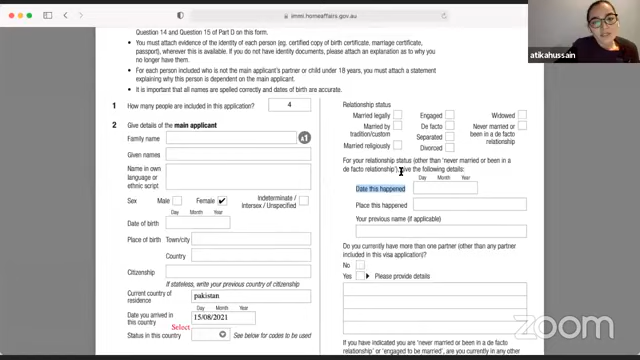 immi.homeaffairs.gov.au
Question 14 and Question 15 of Part D on this form.
• You must attach evidence of the identity of each person (eg. certified copy of birth certificate, marriage certificate,
passport), wherever this is available. If you do not have identity documents, please attach an explanation as to why you
no longer have them.
• For each person included who is not the main applicant's partner or child under 18 years, you must attach a statement
explaining why this person is dependent on the main applicant.
• It is important that all names are spelled correctly and dates of birth are accurate.
1 How many people are included in this application? 4
2 Give details of the main applicant
Family name
Given names
Name in own
language or
ethnic script
Sex Male Female ✔ Indeterminate /
Intersex / Unspecified
Day Month Year
Date of birth
Place of birth Town/city
Country
Citizenship
If stateless, write your previous country of citizenship
Current country of
residence pakistan
Day Month Year
Date you arrived in
this country 15/08/2021
Select
Status in this country See below for codes to be used
Relationship status
Married legally Engaged Widowed
Married by
tradition/custom De facto Never married or
been in a de facto
relationship
Separated
Married religiously Divorced
For your relationship status (other than 'never married or been in a
de facto relationship'), give the following details:
Day Month Year
Date this happened
Place this happened
Your previous name (if applicable)
Do you currently have more than one partner (other than any partner
included in this visa application)?
No
Yes Please provide details
If you have indicated you are 'never married or been in a de facto
relationship' or 'engaged to be married', are you currently in any other
atikahussain
zoom